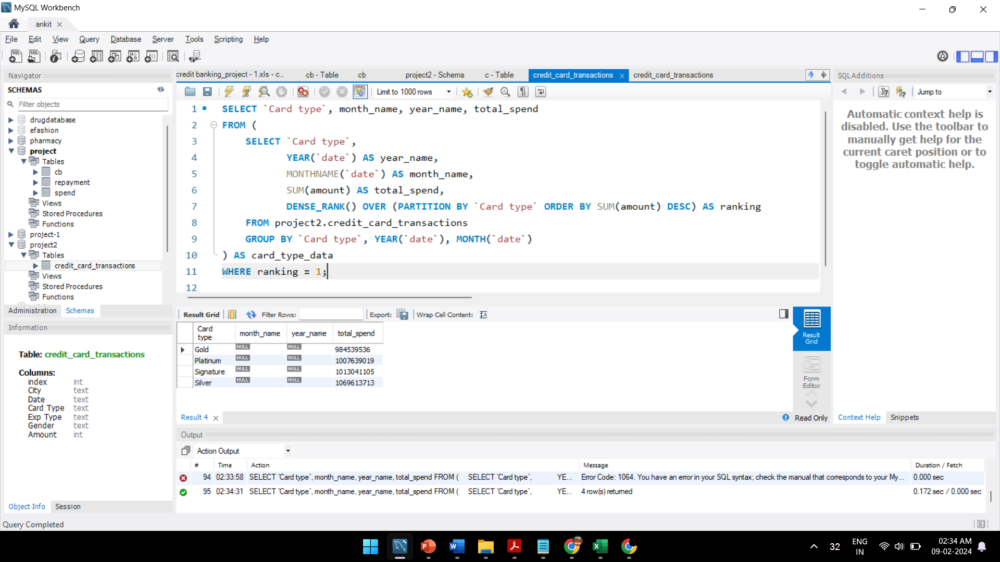 MySQL Workbench
ankit
File Edit View Query Database Server Tools Scripting Help
Navigator
SCHEMAS
Filter objects
drugdatabase
efashion
pharmacy
project
Tables
cb
repayment
spend
Views
Stored Procedures
Functions
project-1
project2
Tables
credit_card_transactions
Views
Stored Procedures
Functions
Administration Schemas
Information
Table: credit_card_transactions
Columns:
index int
City text
Date text
Card Type text
Exp Type text
Gender text
Amount int
Object Info Session
Query Completed
credit banking_project - 1.xls - c... cb - Table cb project2 - Schema c - Table credit_card_transactions credit_card_transactions
Limit to 1000 rows
1 SELECT `Card type`, month_name, year_name, total_spend
2 FROM (
3 SELECT `Card type`,
4 YEAR(`date`) AS year_name,
5 MONTHNAME(`date`) AS month_name,
6 SUM(amount) AS total_spend,
7 DENSE_RANK() OVER (PARTITION BY `Card type` ORDER BY SUM(amount) DESC) AS ranking
8 FROM project2.credit_card_transactions
9 GROUP BY `Card type`, YEAR(`date`), MONTH(`date`)
10 ) AS card_type_data
11 WHERE ranking = 1;
12
Result Grid Filter Rows: Export: Wrap Cell Content:
Card type month_name year_name total_spend
Gold NULL NULL 984539536
Platinum NULL NULL 1007639019
Signature NULL NULL 1013041105
Silver NULL NULL 1069613713
Result Grid
Form Editor
Result 4
Read Only
SQLAdditions
Jump to
Automatic context help is
disabled. Use the toolbar to
manually get help for the
current caret position or to
toggle automatic help.
Context Help Snippets
Output
Action Output
# Time Action Message Duration / Fetch
94 02:33:58 SELECT `Card type`, month_name, year_name, total_spend FROM ( SELECT `Card type`, YE... Error Code: 1064. You have an error in your SQL syntax; check the manual that corresponds to your My... 0.000 sec
95 02:34:31 SELECT `Card type`, month_name, year_name, total_spend FROM ( SELECT `Card type`, YE... 4 row(s) returned 0.172 sec / 0.000 sec
32
ENG
IN
02:34 AM
09-02-2024